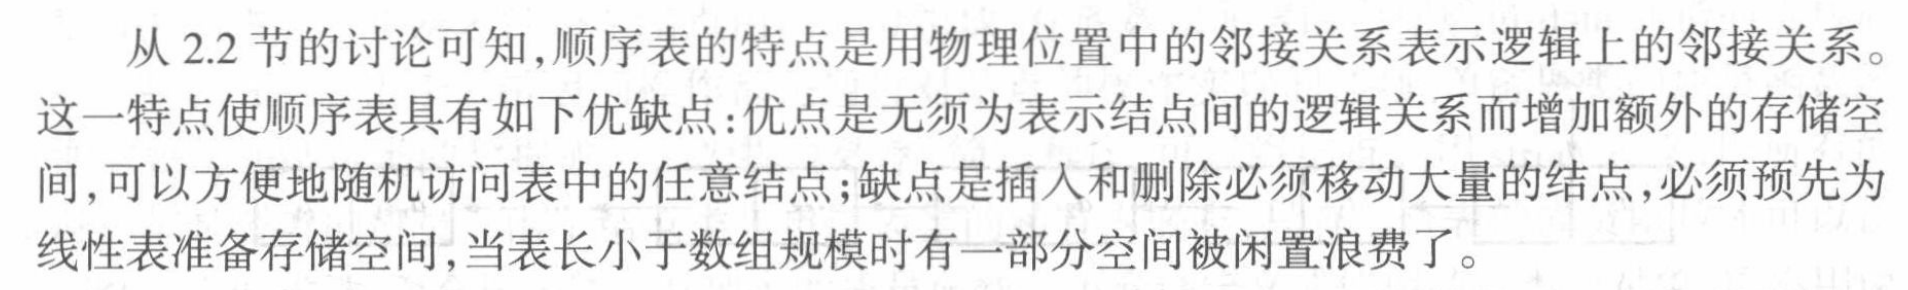 从 2.2 节的讨论可知,顺序表的特点是用物理位置中的邻接关系表示逻辑上的邻接关系。
这一特点使顺序表具有如下优缺点:优点是无须为表示结点间的逻辑关系而增加额外的存储空
间,可以方便地随机访问表中的任意结点;缺点是插入和删除必须移动大量的结点,必须预先为
线性表准备存储空间,当表长小于数组规模时有一部分空间被闲置浪费了。